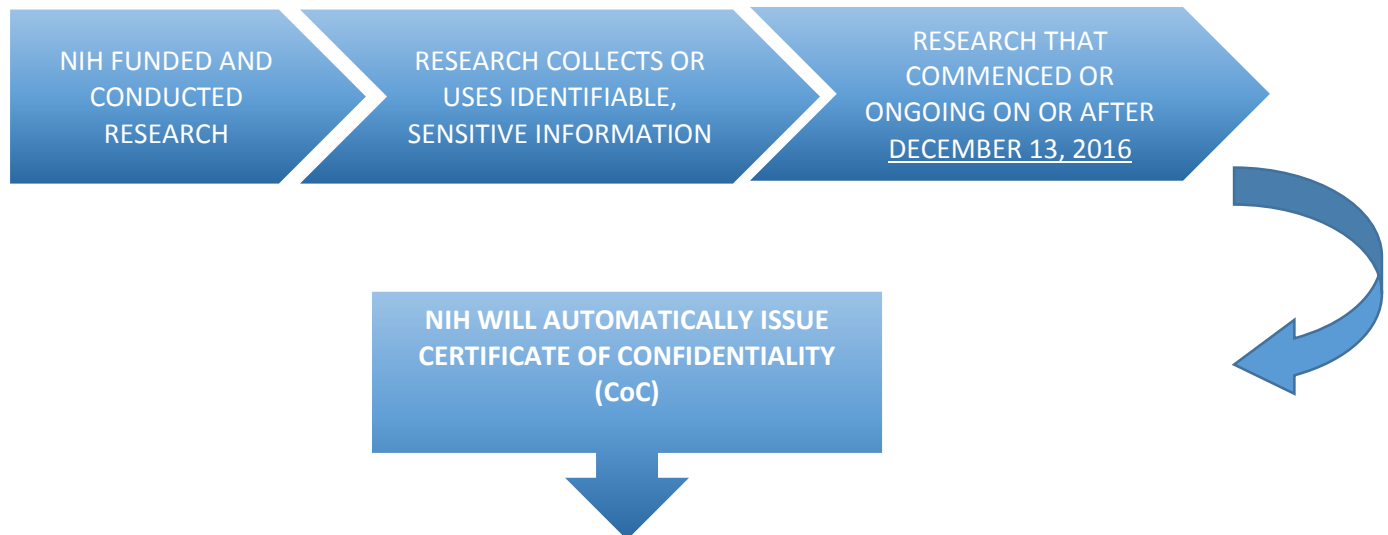 NIH FUNDED AND
CONDUCTED
RESEARCH
RESEARCH COLLECTS OR
USES IDENTIFIABLE,
SENSITIVE INFORMATION
RESEARCH THAT
COMMENCED OR
ONGOING ON OR AFTER
DECEMBER 13, 2016
NIH WILL AUTOMATICALLY ISSUE
CERTIFICATE OF CONFIDENTIALITY
(CoC)